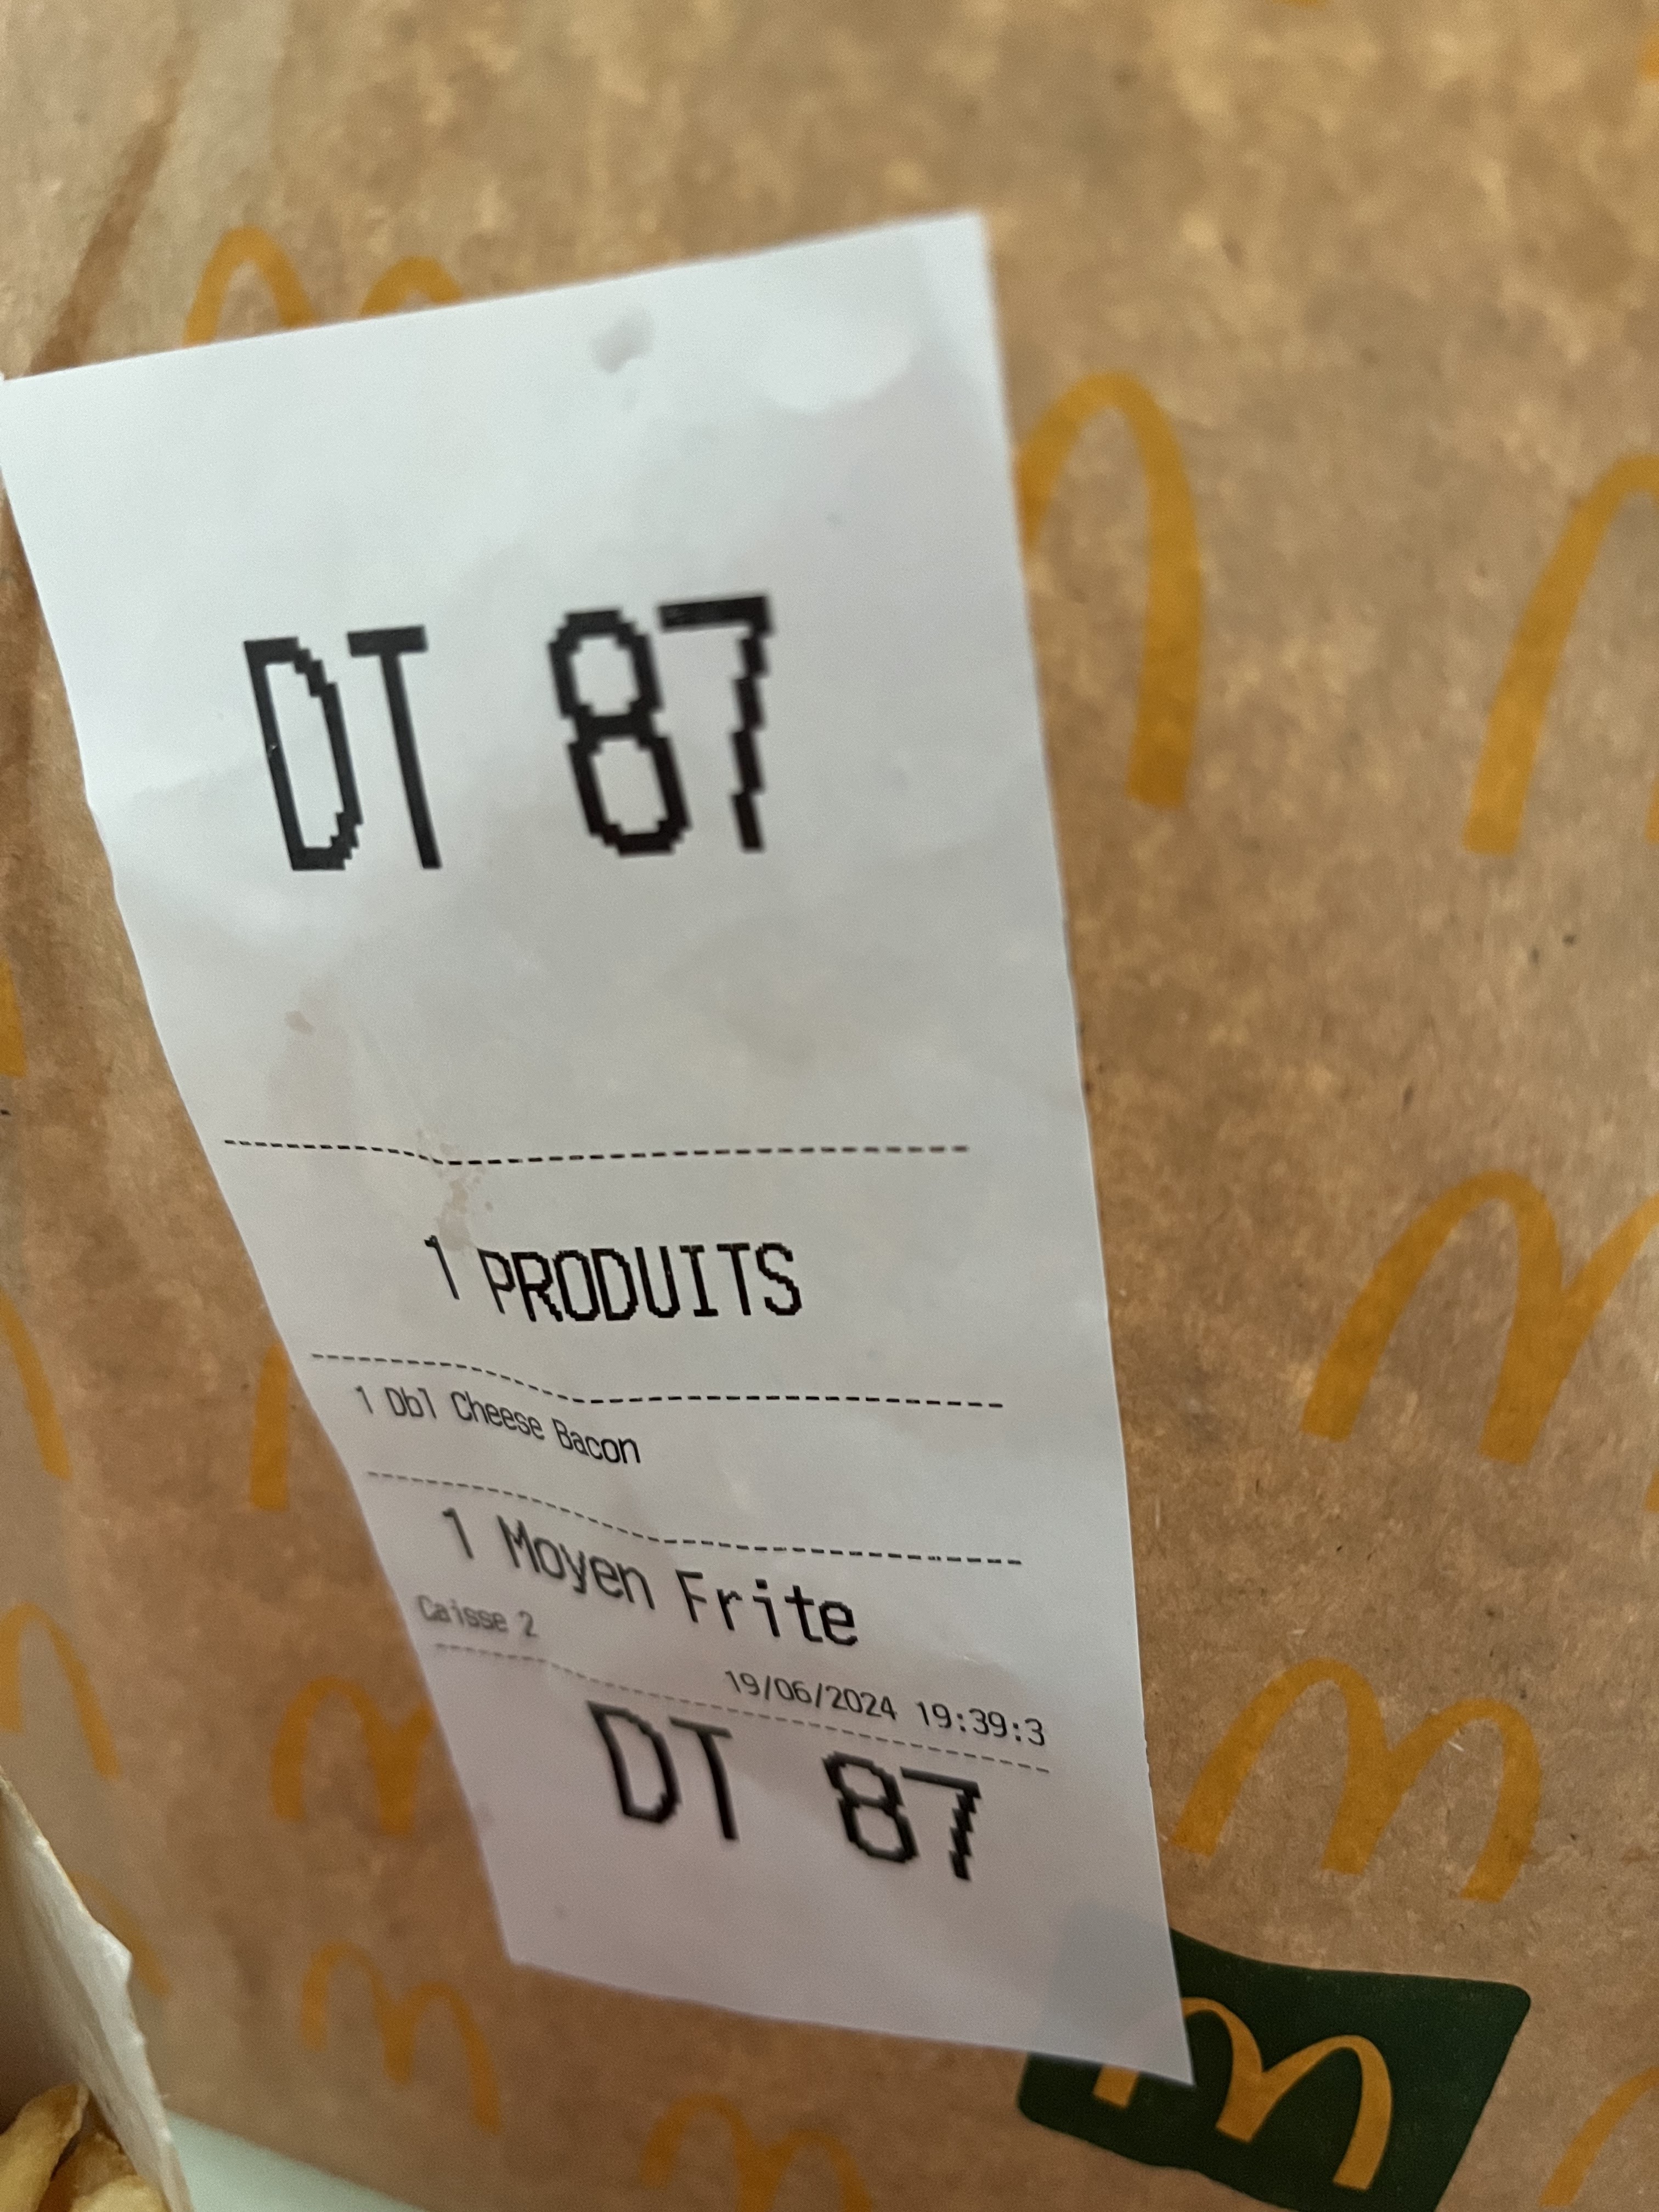 DT 87
1 PRODUITS
1 Dbl Cheese Bacon
1 Moyen Frite
Caisse 2
19/06/2024 19:39:3
DT 87